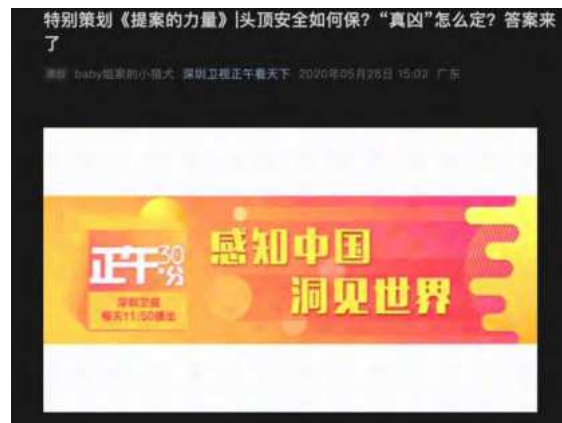 特别策划《提案的力量》|头顶安全如何保？“真凶”怎么定？答案来
了
baby姐家的小猎犬 深圳卫视正午看天下 2020年05月26日 15:02 广东
正午30分
感知中国
洞见世界
深圳卫视
每天11:50播出